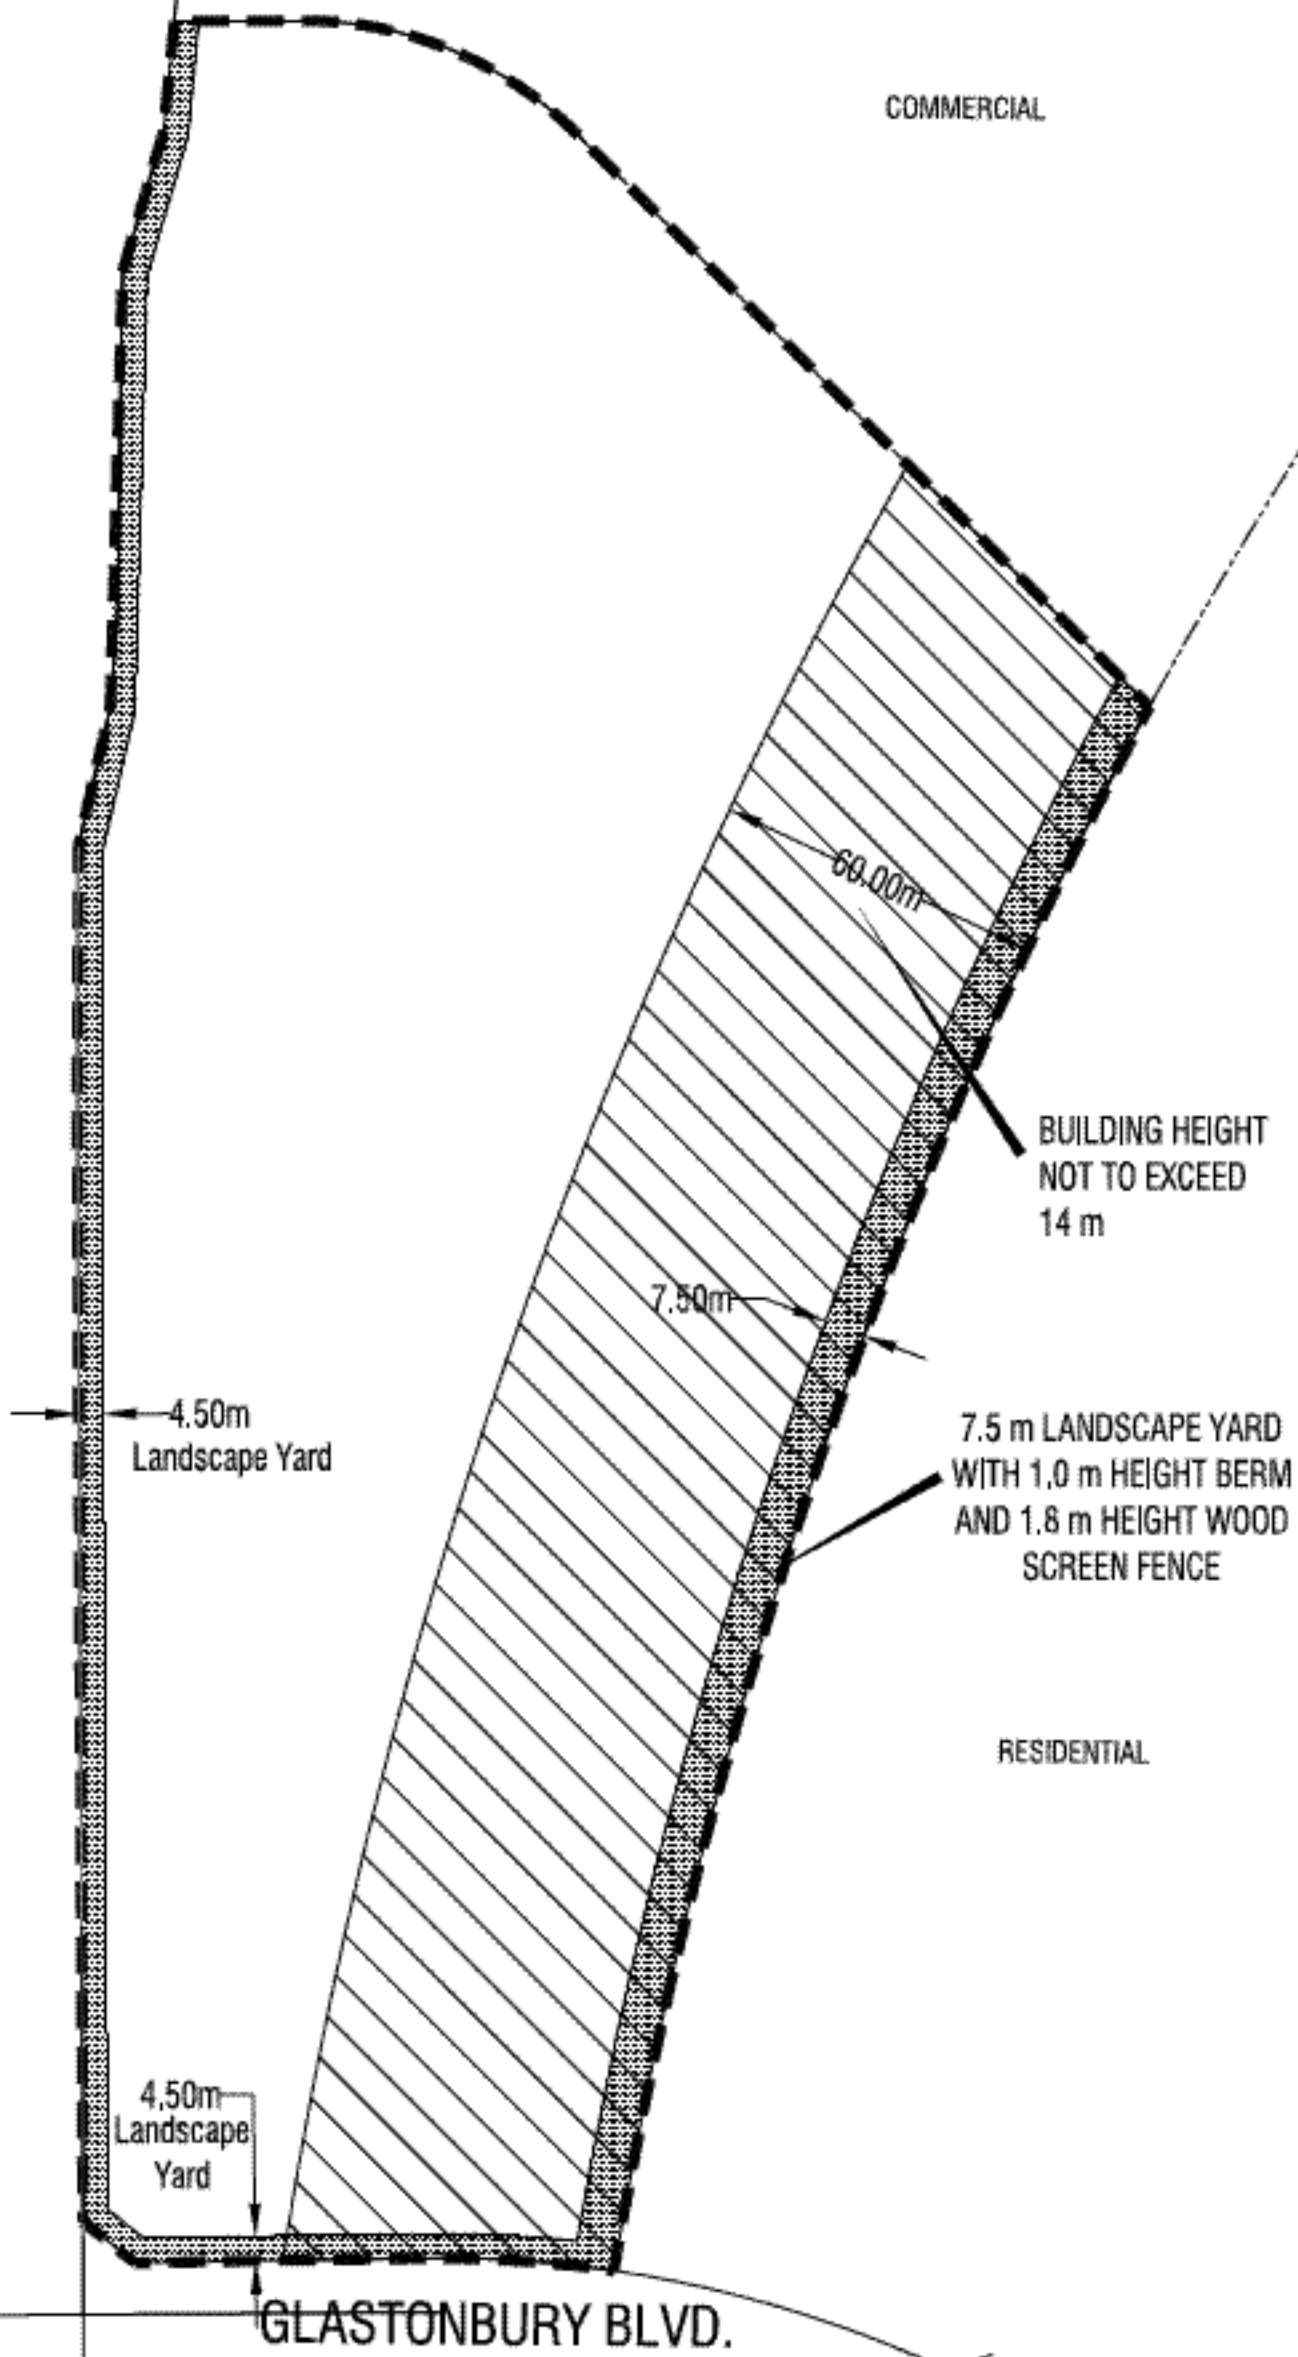 COMMERCIAL
60.00m
BUILDING HEIGHT
NOT TO EXCEED
14 m
7.50m
4.50m
Landscape Yard
7.5 m LANDSCAPE YARD
WITH 1.0 m HEIGHT BERM
AND 1.8 m HEIGHT WOOD
SCREEN FENCE
RESIDENTIAL
4.50m
Landscape
Yard
GLASTONBURY BLVD.